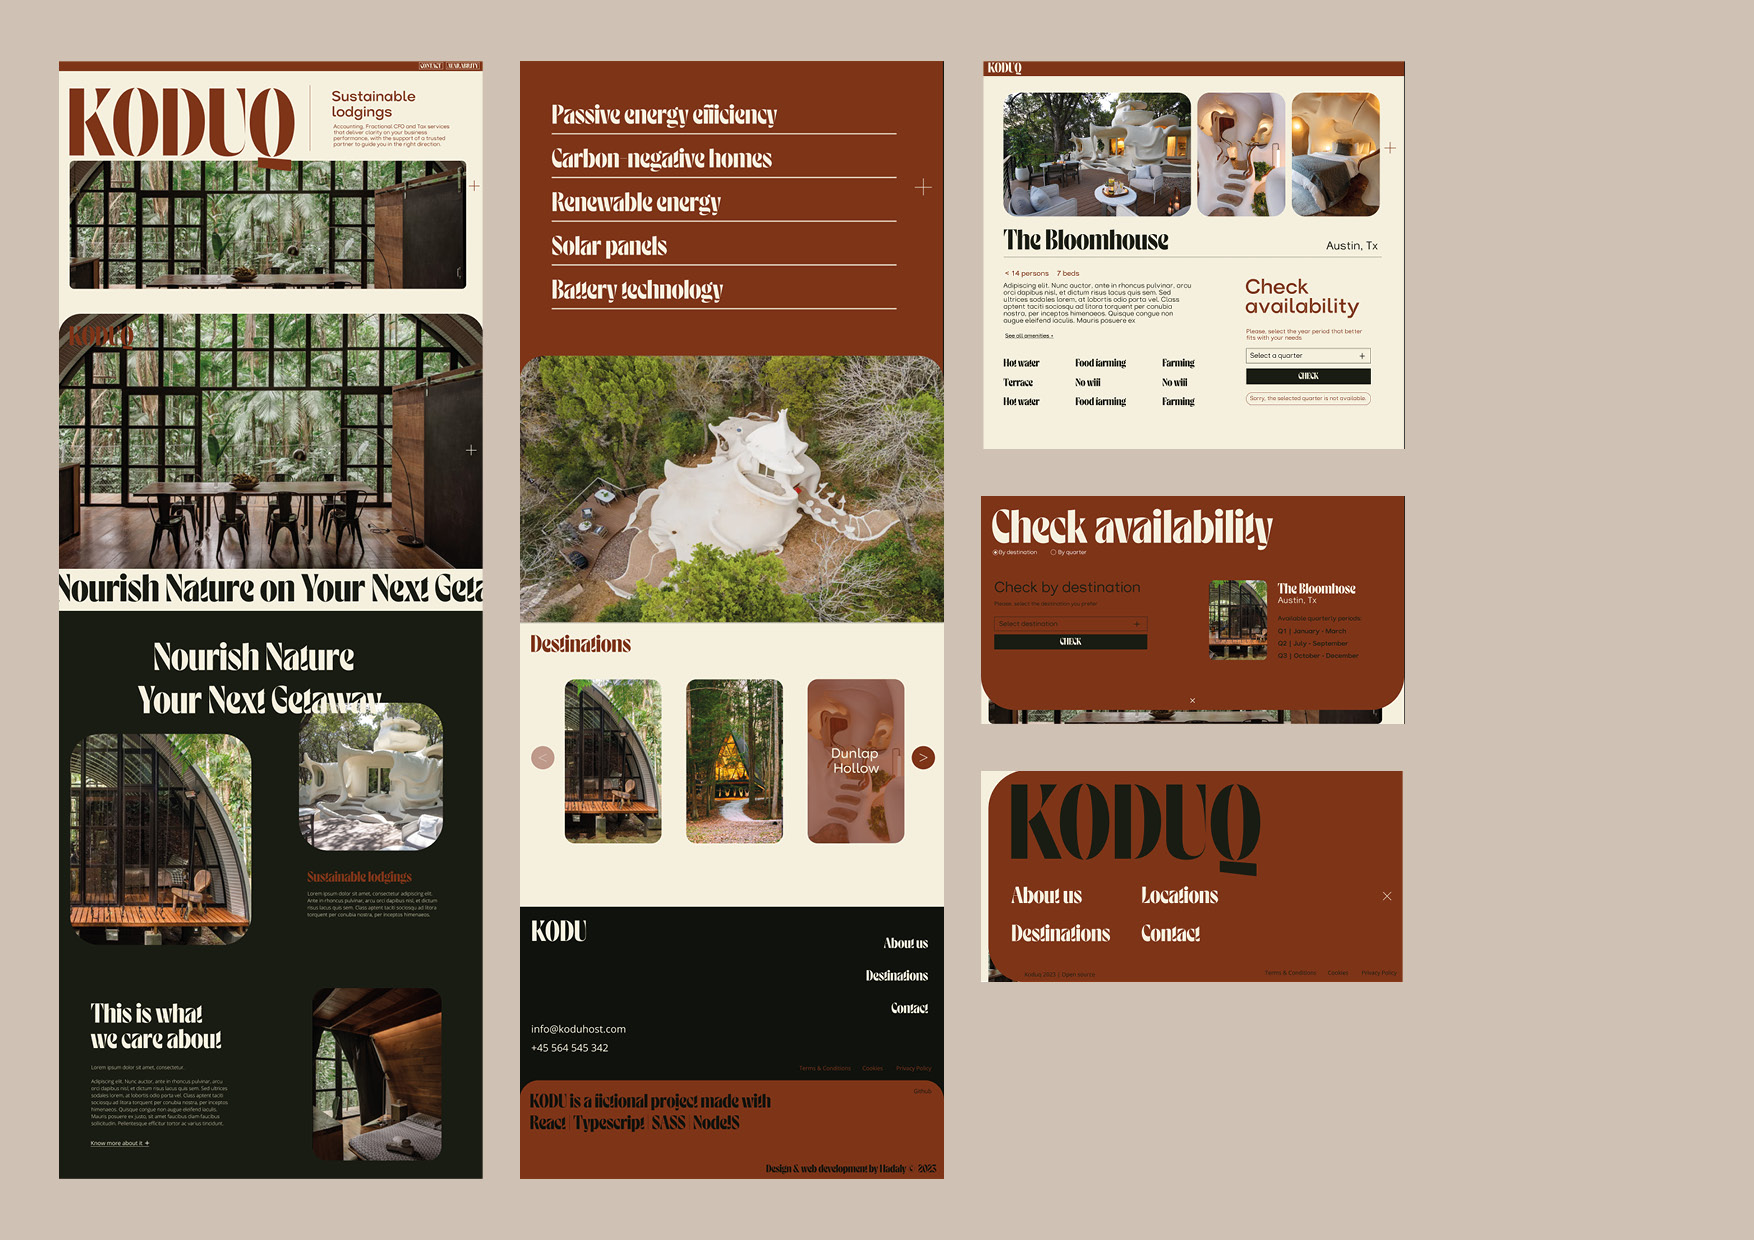 CONTACT AVAILABILITY
KODUQ
Sustainable
lodgings
Accounting, Fractional CFO and Tax services
that deliver clarity on your business
performance, with the support of a trusted
partner to guide you in the right direction.
KODUQ
Nourish Nature on Your Next Geta
Nourish Nature
Your Next Getaway
Sustainable lodgings
Lorem ipsum dolor sit amet, consectetur adipiscing elit.
Ante in rhoncus pulvinar, arcu orci dapibus nisl, et dictum
risus lacus quis sem. Class aptent taciti sociosqu ad litora
torquent per conubia nostra, per inceptos himenaeos.
This is what
we care about
Lorem ipsum dolor sit amet, consectetur.
Adipiscing elit. Nunc auctor, ante in rhoncus pulvinar, arcu
orci dapibus nisl, et dictum risus lacus quis sem. Sed ultrices
sodales lorem, at lobortis odio porta vel. Class aptent taciti
sociosqu ad litora torquent per conubia nostra, per inceptos
himenaeos. Quisque congue non augue eleifend iaculis.
Mauris posuere ex justo, sit amet faucibus diam faucibus
sollicitudin. Pellentesque efficitur tortor ac varius tincidunt.
Know more about it +
Passive energy efficiency
Carbon-negative homes
Renewable energy
Solar panels
Battery technology
Destinations
<
Dunlap
Hollow
>
KODU
About us
Destinations
Contact
info@koduhost.com
+45 564 545 342
Terms & Conditions Cookies Privacy Policy
Github
KODU is a fictional project made with
React | Typescript | SASS | NodeJS
Design & web development by Hadaly © 2023
KODUQ
The Bloomhouse
Austin, Tx
< 14 persons 7 beds
Adipiscing elit. Nunc auctor, ante in rhoncus pulvinar, arcu
orci dapibus nisl, et dictum risus lacus quis sem. Sed
ultrices sodales lorem, at lobortis odio porta vel. Class
aptent taciti sociosqu ad litora torquent per conubia
nostra, per inceptos himenaeos. Quisque congue non
augue eleifend iaculis. Mauris posuere ex
See all amenities +
Hot water Food farming Farming
Terrace No wifi No wifi
Hot water Food farming Farming
Check
availability
Please, select the year period that better
fits with your needs
Select a quarter +
CHECK
Sorry, the selected quarter is not available.
Check availability
By destination By quarter
Check by destination
Please, select the destination you prefer
Select destination +
CHECK
The Bloomhose
Austin, Tx
Available quarterly periods
Q1 | January - March
Q2 | July - September
Q3 | October - December
KODUQ
About us Locations
Destinations Contact
Koduq 2023 | Open source
Terms & Conditions Cookies Privacy Policy